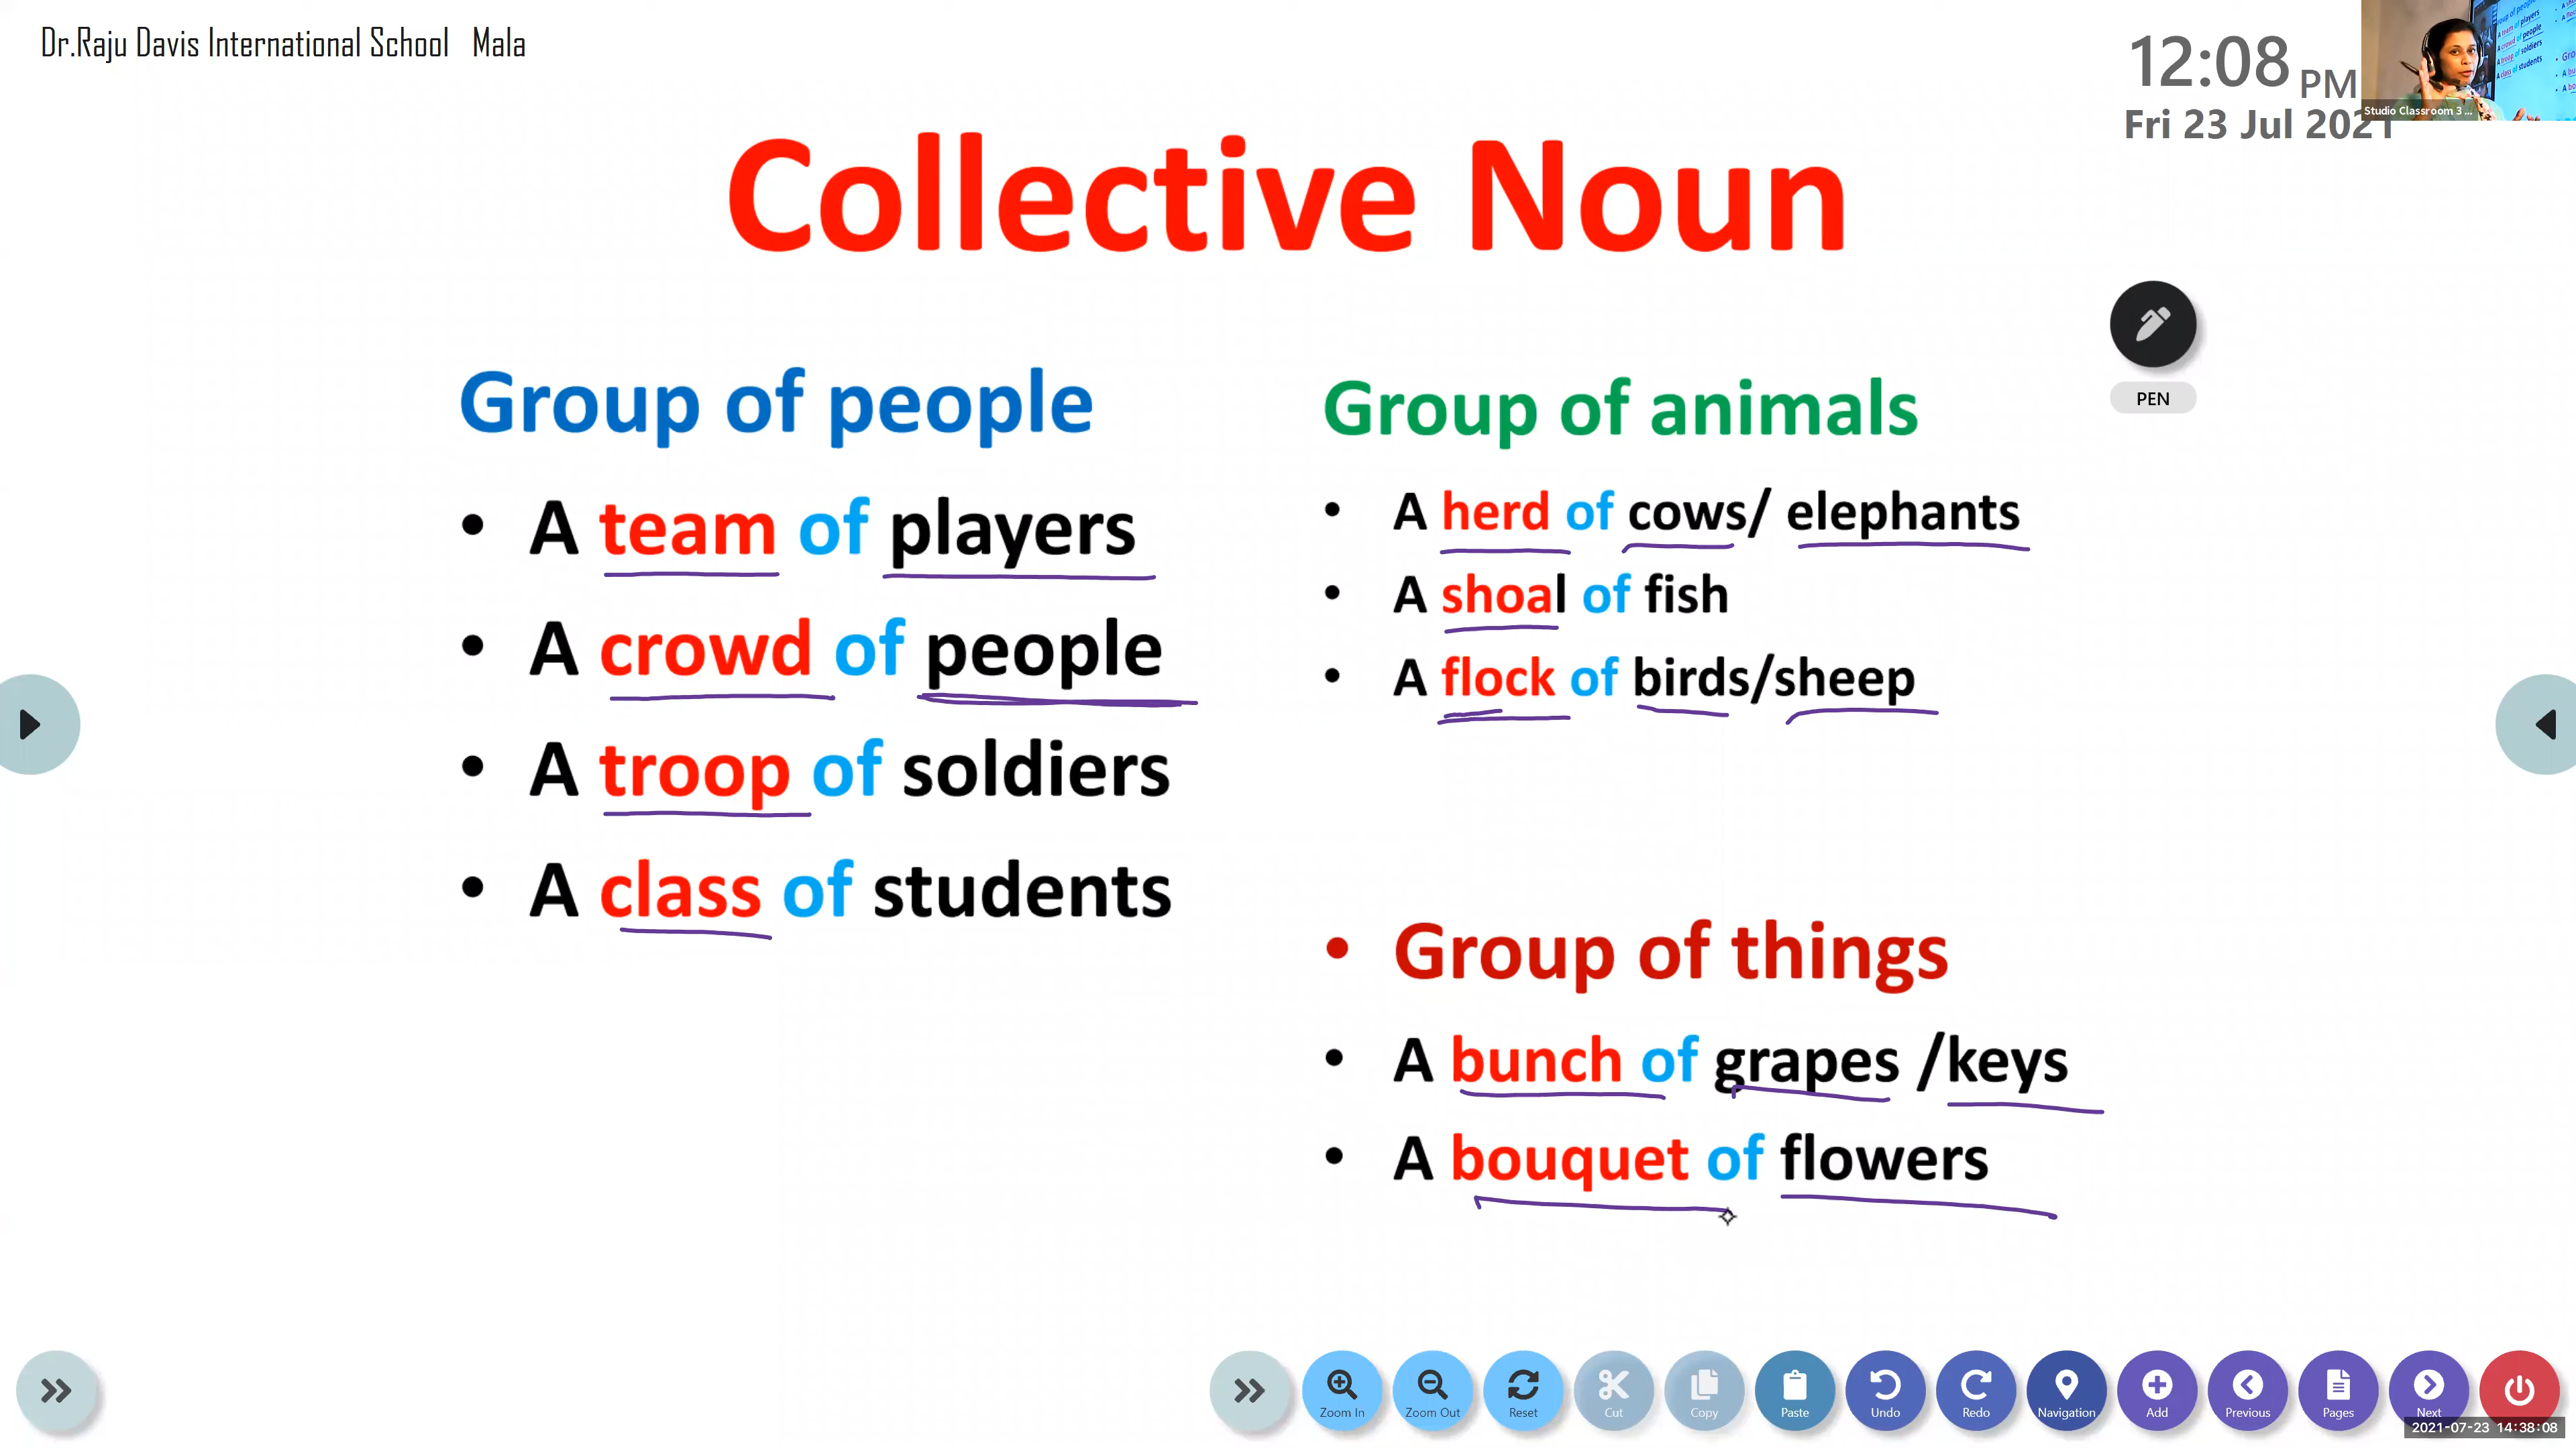 Dr.Raju Davis International School Mala
12:08 PM
Fri 23 Jul 2021
Studio Classroom 3 ...
Collective Noun
PEN
Group of people
• A team of players
• A crowd of people
• A troop of soldiers
• A class of students
Group of animals
• A herd of cows/ elephants
• A shoal of fish
• A flock of birds/sheep
• Group of things
• A bunch of grapes /keys
• A bouquet of flowers
Zoom In Zoom Out Reset Cut Copy Paste Undo Redo Navigation Add Previous Pages Next
2021-07-23 14:38:08